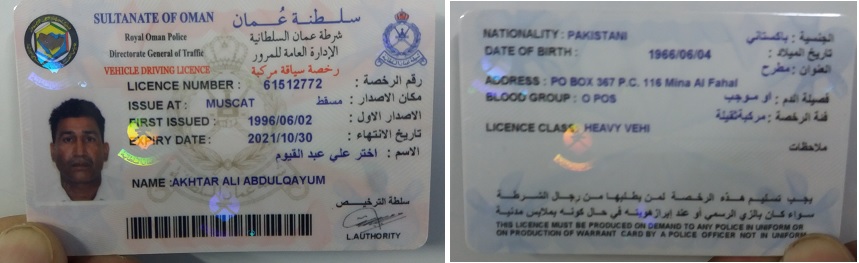 SULTANATE OF OMAN سلطنة عُمان
Royal Oman Police شرطة عمان السلطانية
Directorate General of Traffic الإدارة العامة للمرور
VEHICLE DRIVING LICENCE رخصة سياقة مركبة
LICENCE NUMBER : 61512772 رقم الرخصة :
ISSUE AT : MUSCAT مسقط مكان الاصدار :
FIRST ISSUED : 1996/06/02 الاصدار الاول :
EXPIRY DATE : 2021/10/30 تاريخ الانتهاء :
الاسم : اختر علي عبد القيوم
NAME :AKHTAR ALI ABDULQAYUM
سلطة الترخيص
L.AUTHORITY
NATIONALITY : PAKISTANI الجنسية : باكستاني
DATE OF BIRTH : 1966/06/04 تاريخ الميلاد :
العنوان : مطرح
ADDRESS : PO BOX 367 P.C. 116 Mina Al Fahal
BLOOD GROUP : O POS فصيلة الدم : أو موجب
فئة الرخصة : مركبةثقيلة
LICENCE CLASS HEAVY VEHI
ملاحظات
يجب تسليم هذه الرخصة لمن يطلبها من رجال الشرطة
سواء كان بالزي الرسمي أو عند إبرازهويته في حال كونه بملابس مدنية
THIS LICENCE MUST BE PRODUCED ON DEMAND TO ANY POLICE IN UNIFORM OR
ON PRODUCTION OF WARRANT CARD BY A POLICE OFFICER NOT IN UNIFORM